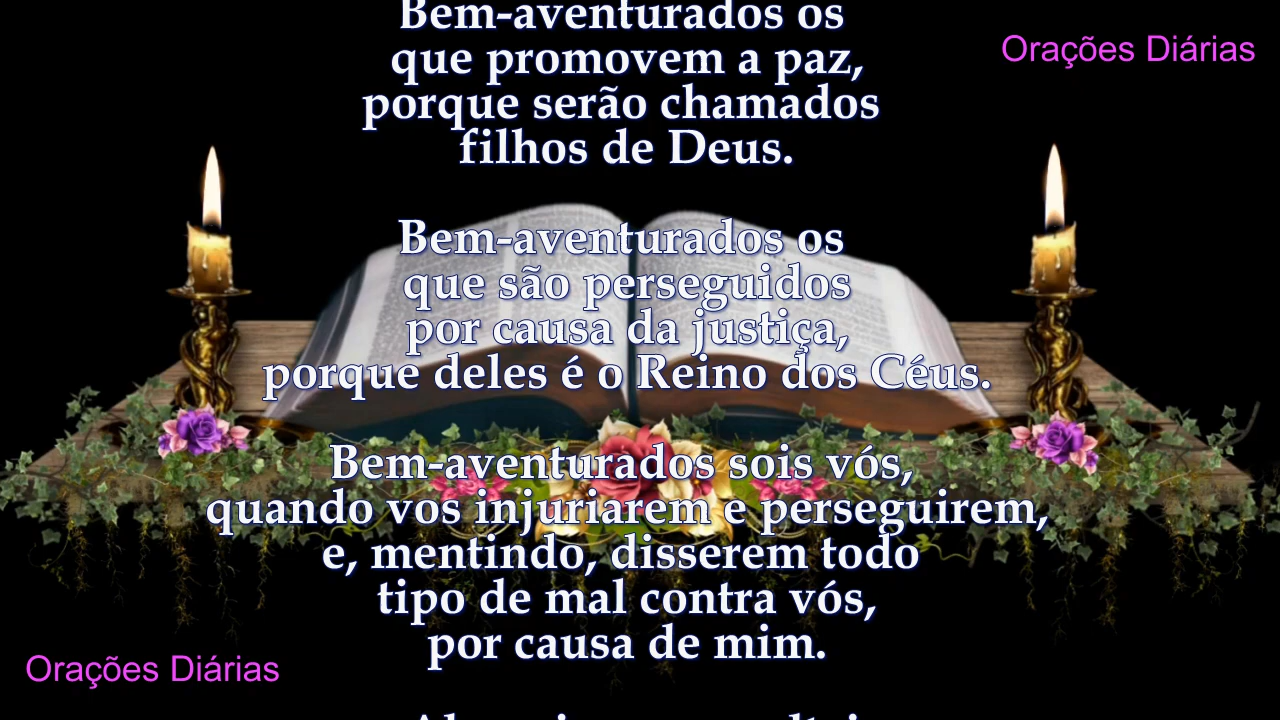 Bem-aventurados os
que promovem a paz,
porque serão chamados
filhos de Deus.
Orações Diárias
Bem-aventurados os
que são perseguidos
por causa da justiça,
porque deles é o Reino dos Céus.
Bem-aventurados sois vós,
quando vos injuriarem e perseguirem,
e, mentindo, disserem todo
tipo de mal contra vós,
por causa de mim.
Orações Diárias